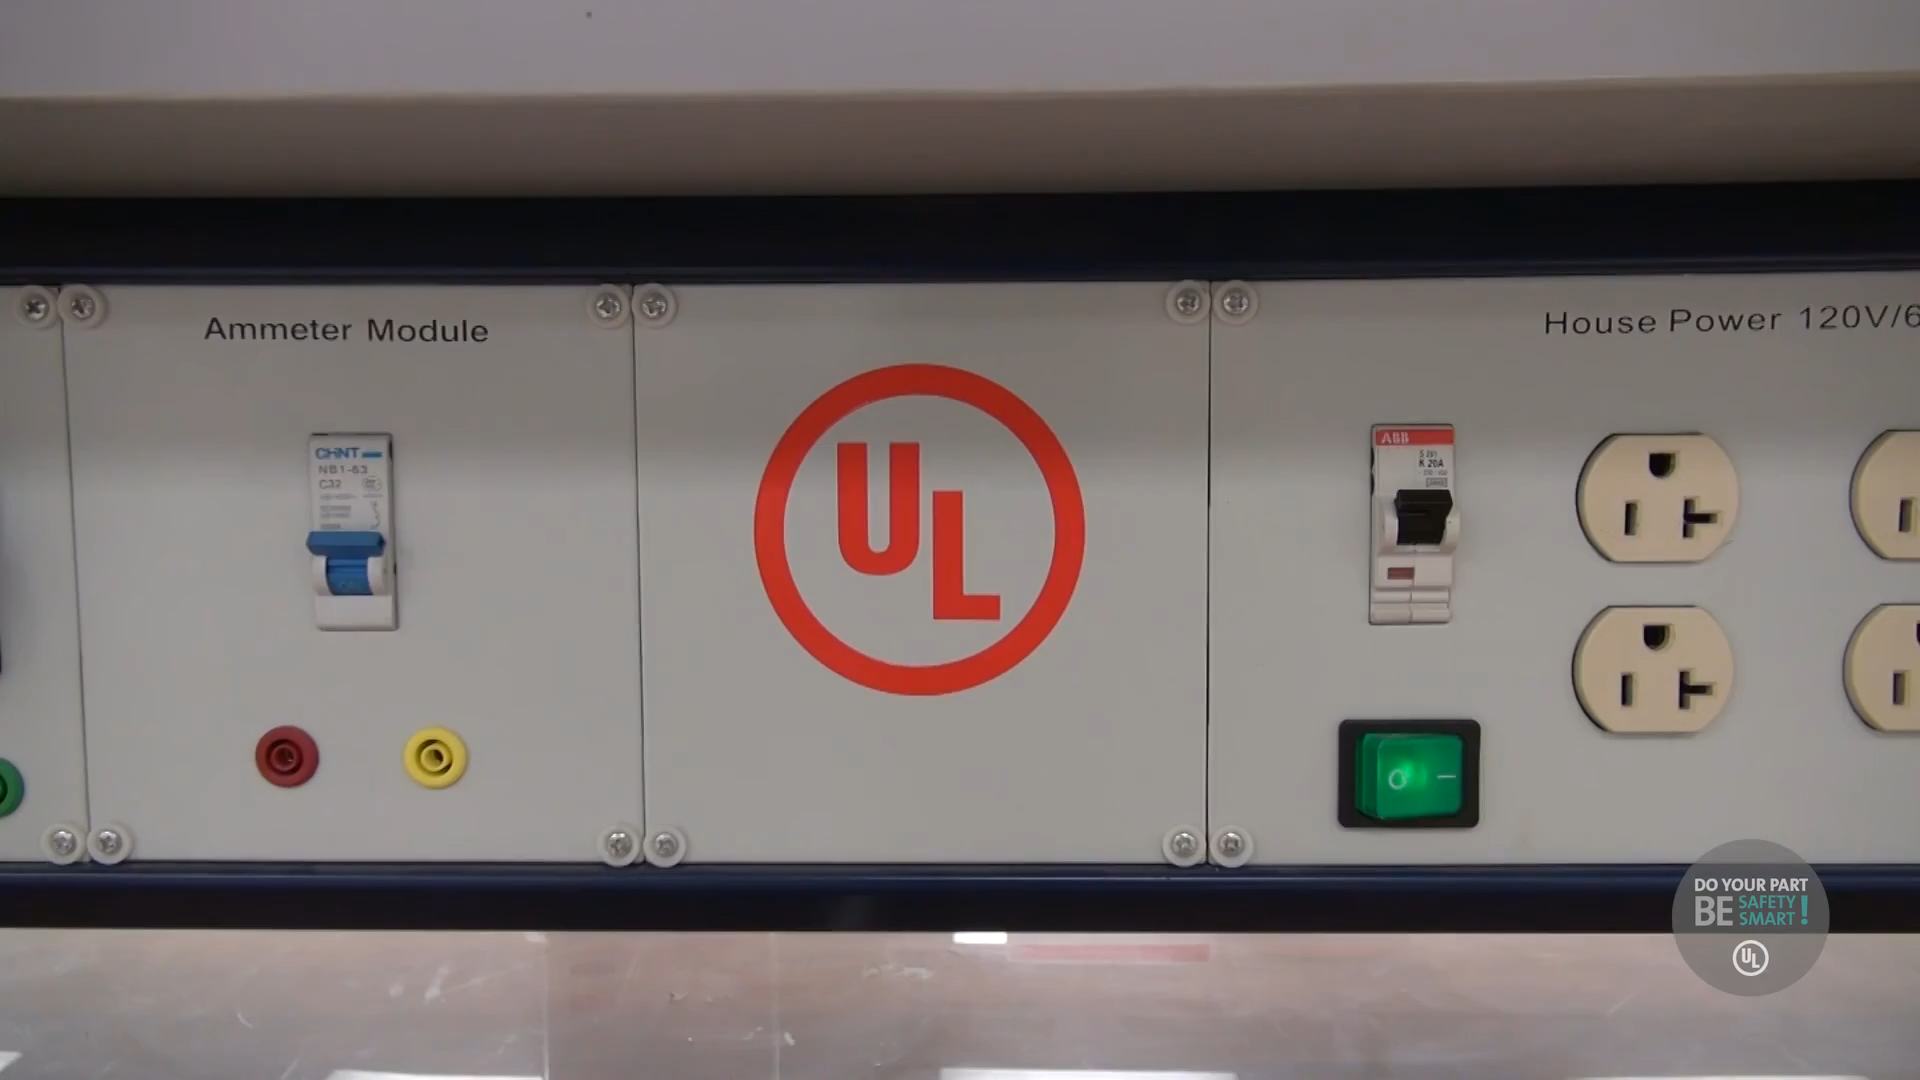 Ammeter Module
House Power 120V/6
CHNT
NB1-63
C32
UL
ABB
S 201
K 20A
DO YOUR PART
BE SAFETY SMART!
UL